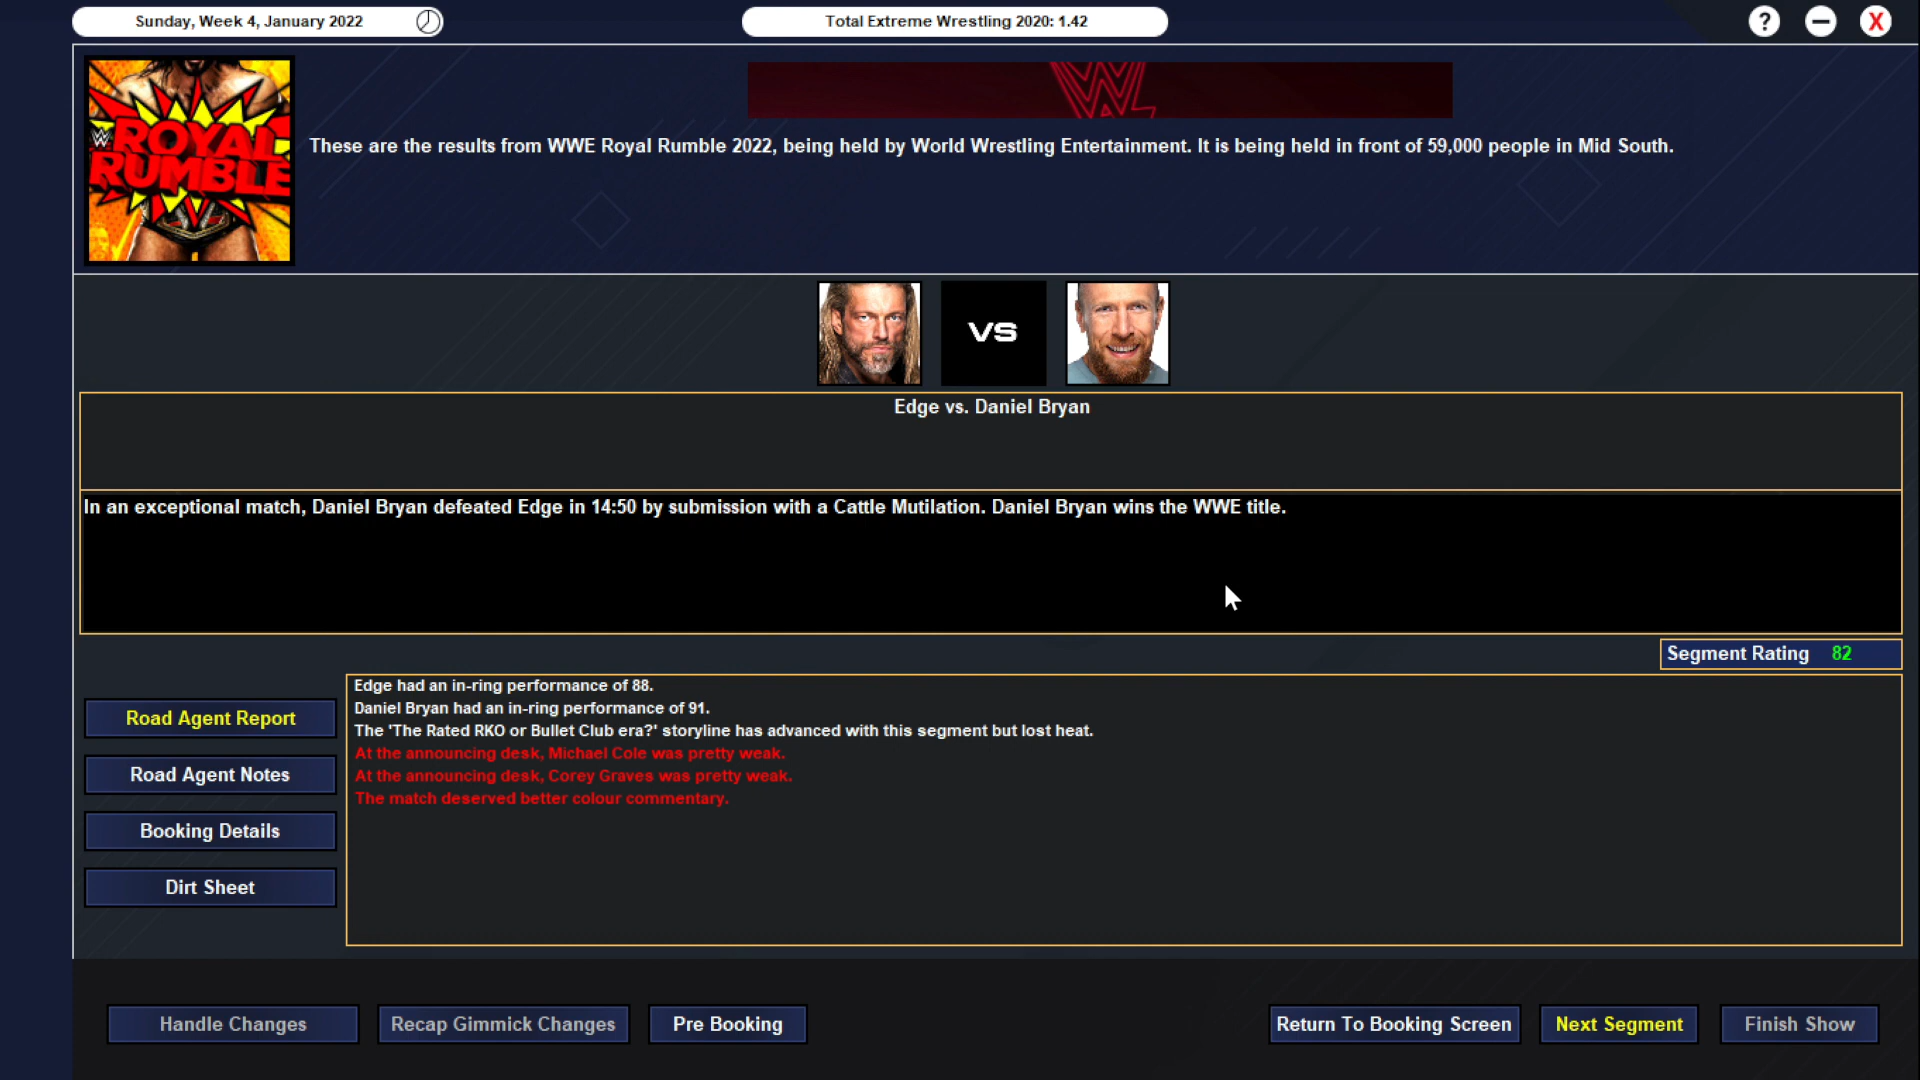 Sunday, Week 4, January 2022
Total Extreme Wrestling 2020: 1.42
?
X
W
ROYAL
RUMBLE
These are the results from WWE Royal Rumble 2022, being held by World Wrestling Entertainment. It is being held in front of 59,000 people in Mid South.
VS
Edge vs. Daniel Bryan
In an exceptional match, Daniel Bryan defeated Edge in 14:50 by submission with a Cattle Mutilation. Daniel Bryan wins the WWE title.
Segment Rating 82
Road Agent Report
Road Agent Notes
Booking Details
Dirt Sheet
Edge had an in-ring performance of 88.
Daniel Bryan had an in-ring performance of 91.
The 'The Rated RKO or Bullet Club era?' storyline has advanced with this segment but lost heat.
At the announcing desk, Michael Cole was pretty weak.
At the announcing desk, Corey Graves was pretty weak.
The match deserved better colour commentary.
Handle Changes
Recap Gimmick Changes
Pre Booking
Return To Booking Screen
Next Segment
Finish Show